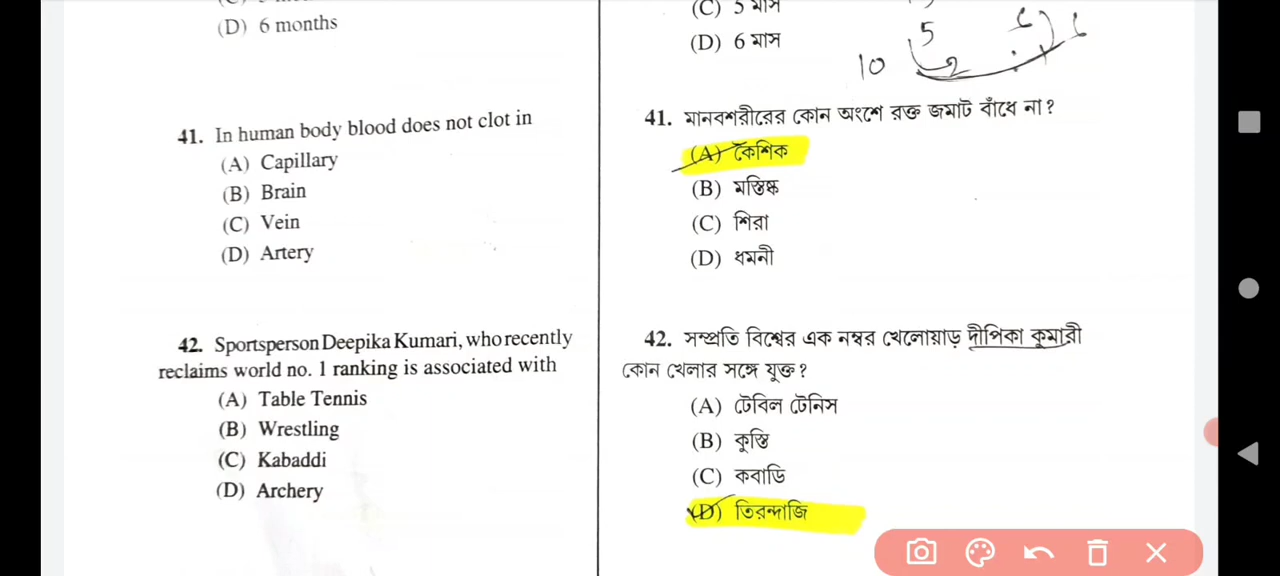 (D) 6 months
41. In human body blood does not clot in
(A) Capillary
(B) Brain
(C) Vein
(D) Artery
42. Sportsperson Deepika Kumari, who recently
reclaims world no. 1 ranking is associated with
(A) Table Tennis
(B) Wrestling
(C) Kabaddi
(D) Archery
(C) 5 মাস
(D) 6 মাস
5
10
2
41. মানবশরীরের কোন অংশে রক্ত জমাট বাঁধে না?
(A) কৈশিক
(B) মস্তিষ্ক
(C) শিরা
(D) ধমনী
42. সম্প্রতি বিশ্বের এক নম্বর খেলোয়াড় দীপিকা কুমারী
কোন খেলার সঙ্গে যুক্ত?
(A) টেবিল টেনিস
(B) কুস্তি
(C) কবাডি
(D) তিরন্দাজি